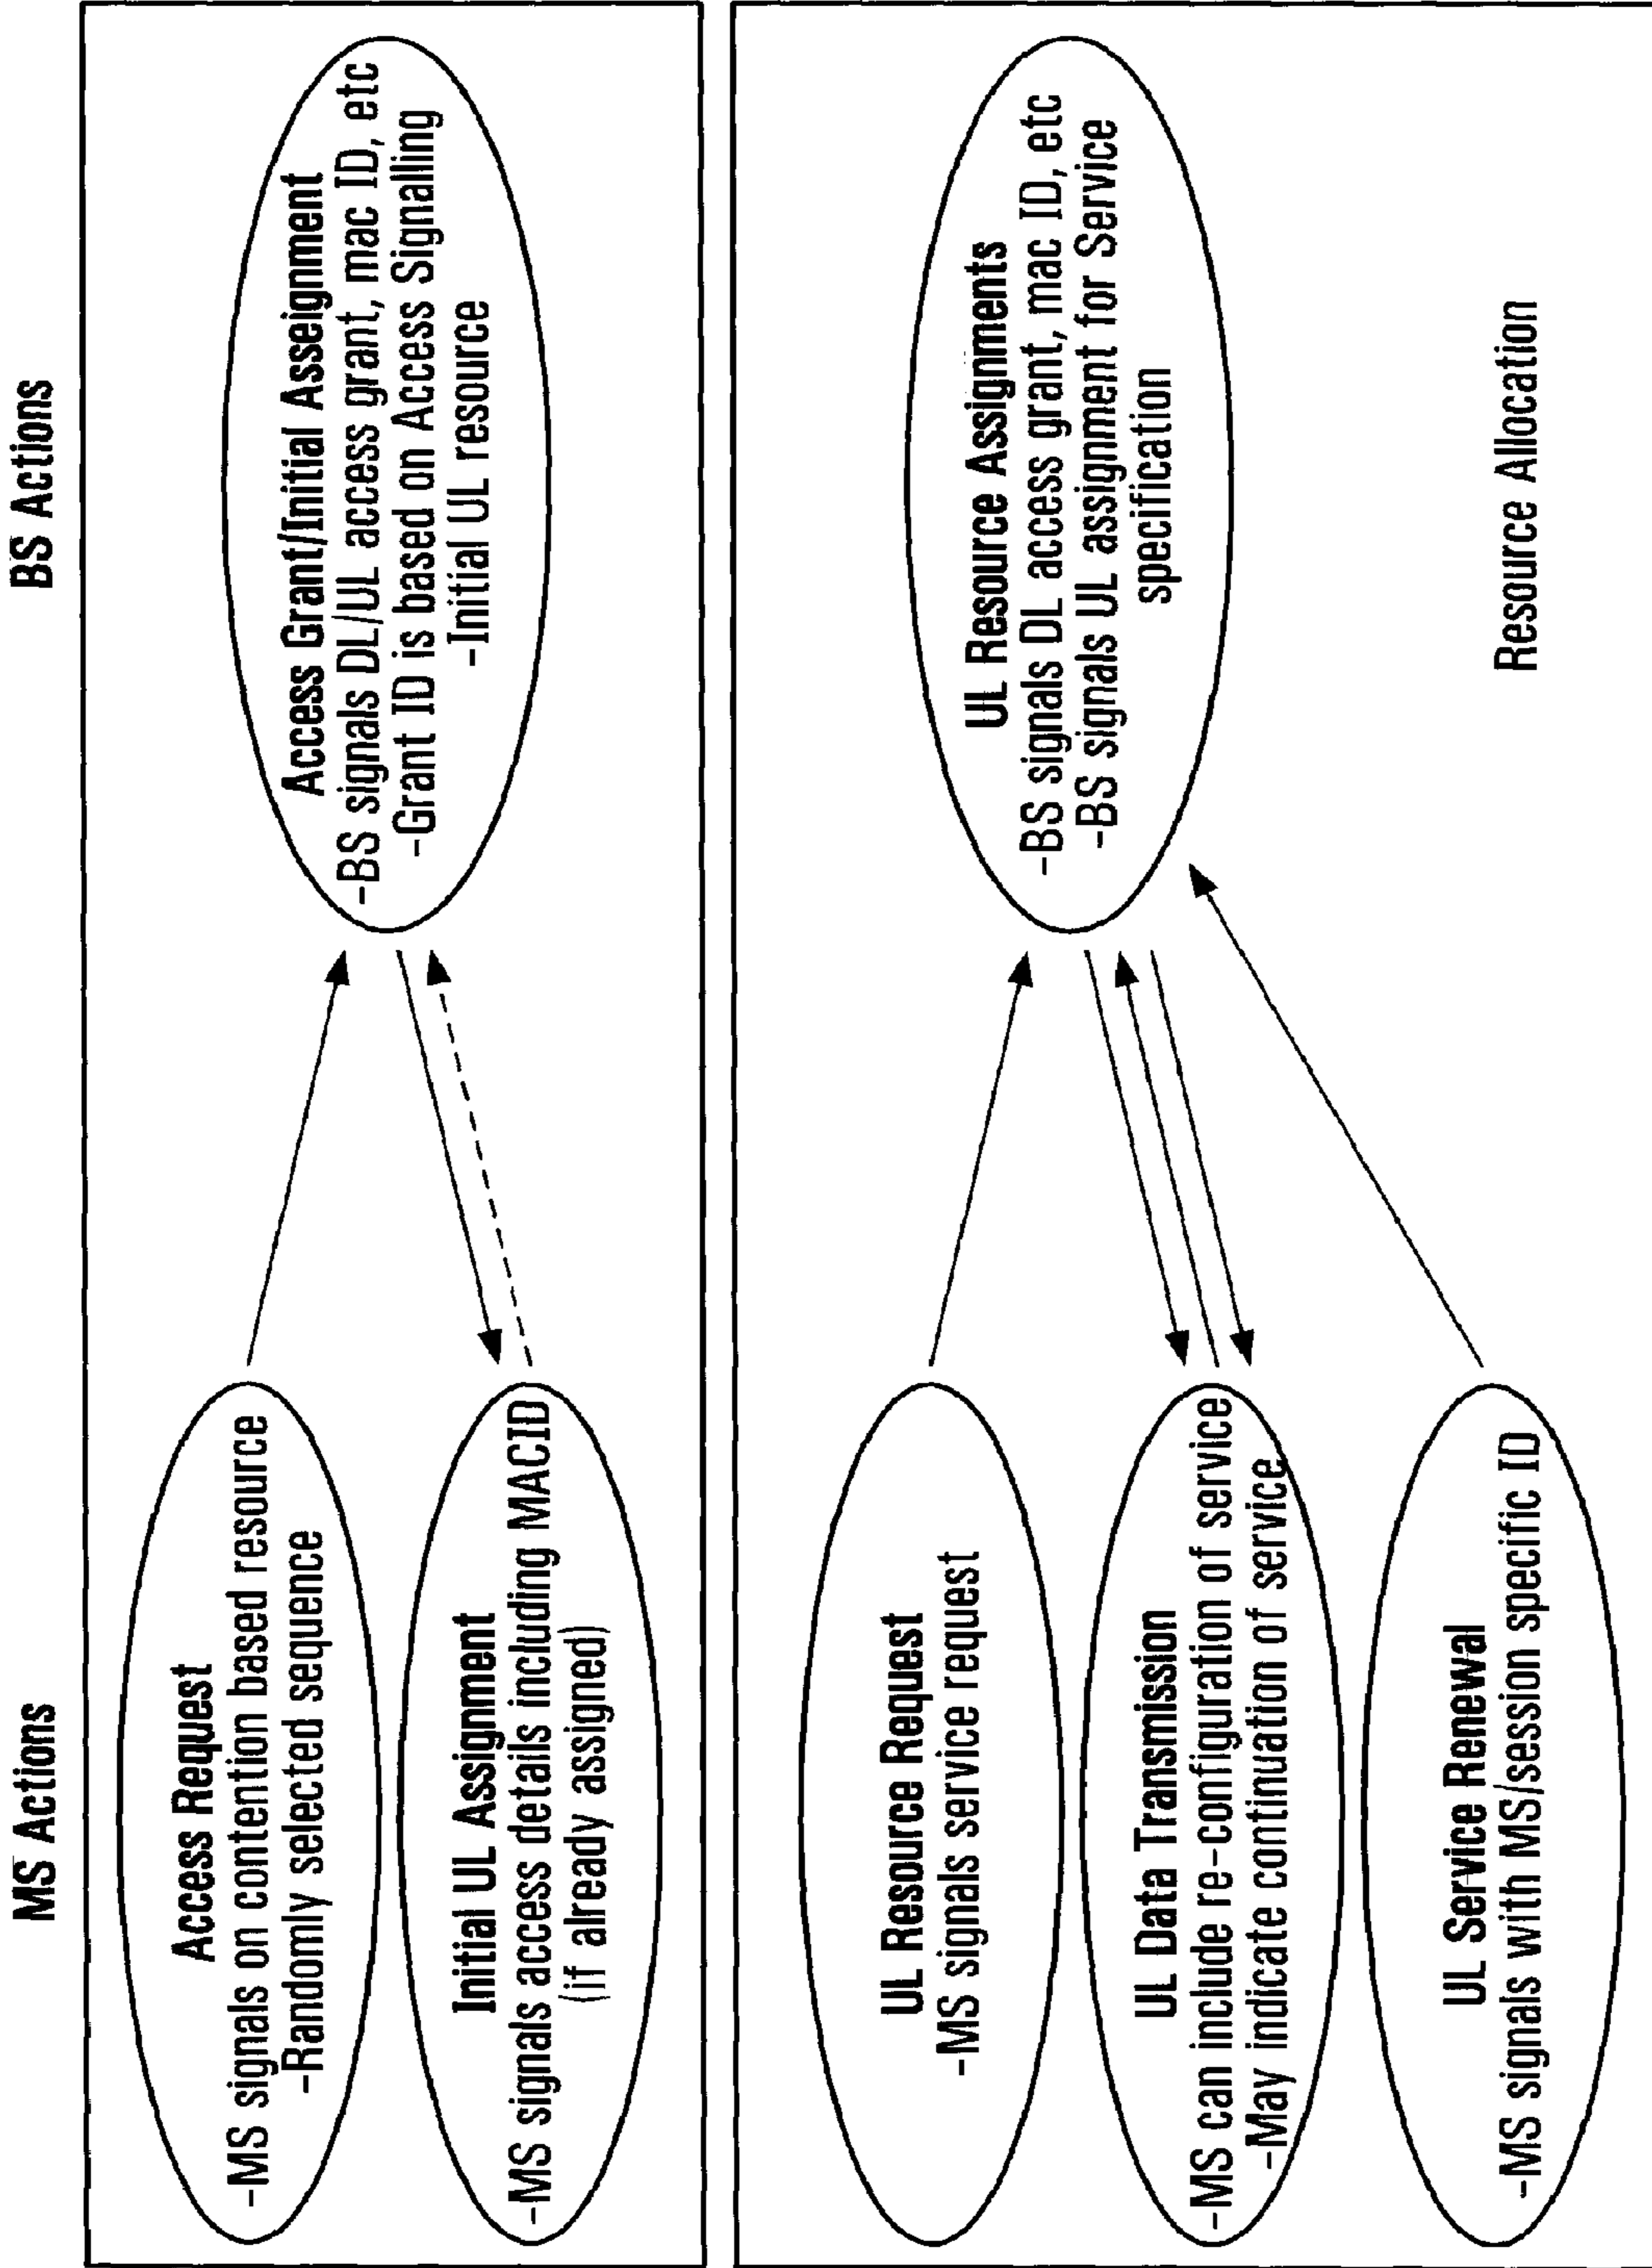 MS Actions
BS Actions
Access Request
-MS signals on contention based resource
-Randomly selected sequence
Initial UL Assignment
-MS signals access details including MACID
(if already assigned)
Access Grant/Initial Asseignment
-BS signals DL/UL access grant, mac ID, etc
-Grant ID is based on Access Signalling
-Initial UL resource
UL Resource Request
-MS signals service request
UL Data Transmission
-MS can include re-configuration of service
-May indicate continuation of service
UL Service Renewal
-MS signals with MS/session specific ID
UL Resource Assignments
-BS signals DL access grant, mac ID, etc
-BS signals UL assignment for Service
specification
Resource Allocation